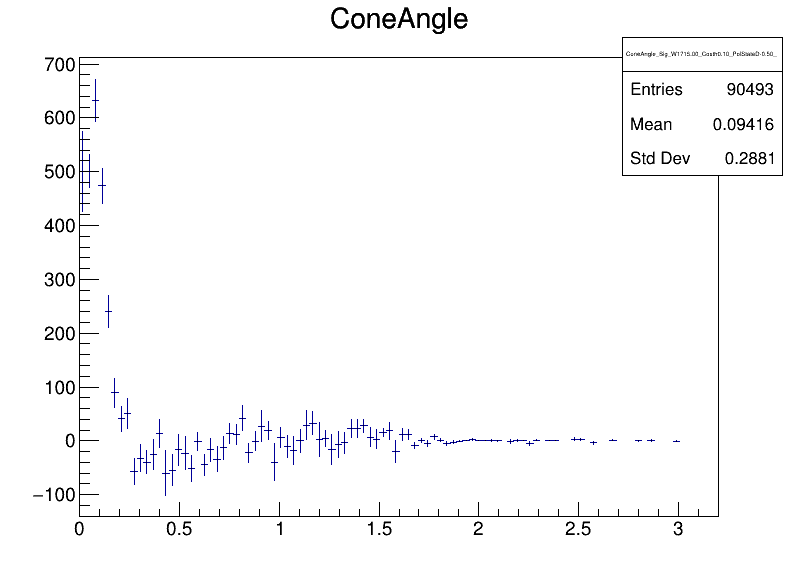 ConeAngle
ConeAngle_Sig_W1715.00_Costh0.10_PolStateD-0.50_
Entries 90493
Mean 0.09416
Std Dev 0.2881
700
600
500
400
300
200
100
0
−100
0 0.5 1 1.5 2 2.5 3